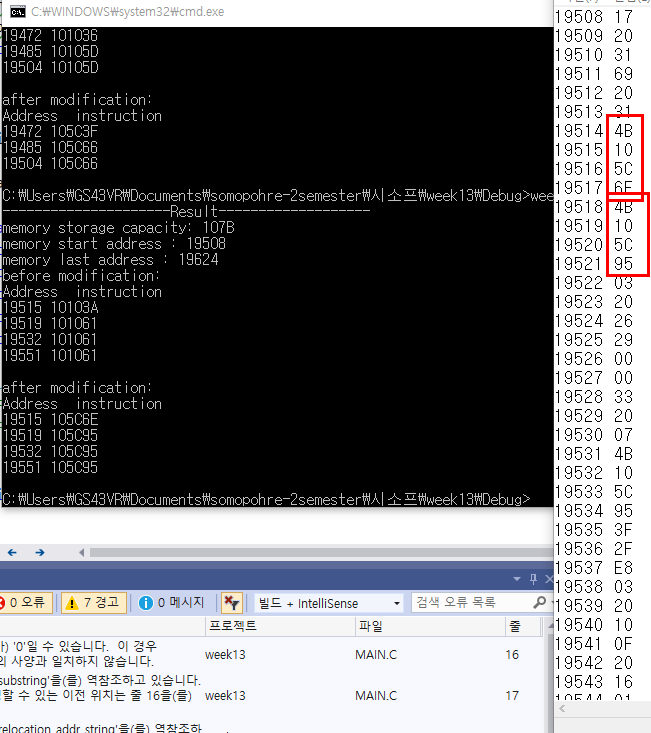 C:\WINDOWS\system32\cmd.exe
19472 101036
19485 10105D
19504 10105D
after modification:
Address  instruction
19472 105C3F
19485 105C66
19504 105C66
C:\Users\GS43VR\Documents\somopohre-2semester\시소프\week13\Debug>wee
---------------------Result-------------------
memory storage capacity: 107B
memory start address : 19508
memory last address : 19624
before modification:
Address  instruction
19515 10103A
19519 101061
19532 101061
19551 101061
after modification:
Address  instruction
19515 105C6E
19519 105C95
19532 105C95
19551 105C95
C:\Users\GS43VR\Documents\somopohre-2semester\시소프\week13\Debug>
19508 17
19509 20
19510 31
19511 69
19512 20
19513 31
19514 4B
19515 10
19516 5C
19517 6E
19518 4B
19519 10
19520 5C
19521 95
19522 03
19523 20
19524 26
19525 29
19526 00
19527 00
19528 33
19529 20
19530 07
19531 4B
19532 10
19533 5C
19534 95
19535 3F
19536 2F
19537 E8
19538 03
19539 20
19540 10
19541 0F
19542 20
19543 16
19544 01
0 오류
7 경고
0 메시지
빌드 + IntelliSense
검색 오류 목록
프로젝트 파일 줄
'0'일 수 있습니다.  이 경우
사양과 일치하지 않습니다.
week13 MAIN.C 16
substring'을(를) 역참조하고 있습니다.
할 수 있는 이전 위치는 줄 16을(를)
week13 MAIN.C 17
relocation_addr_string'을(를) 역참조하